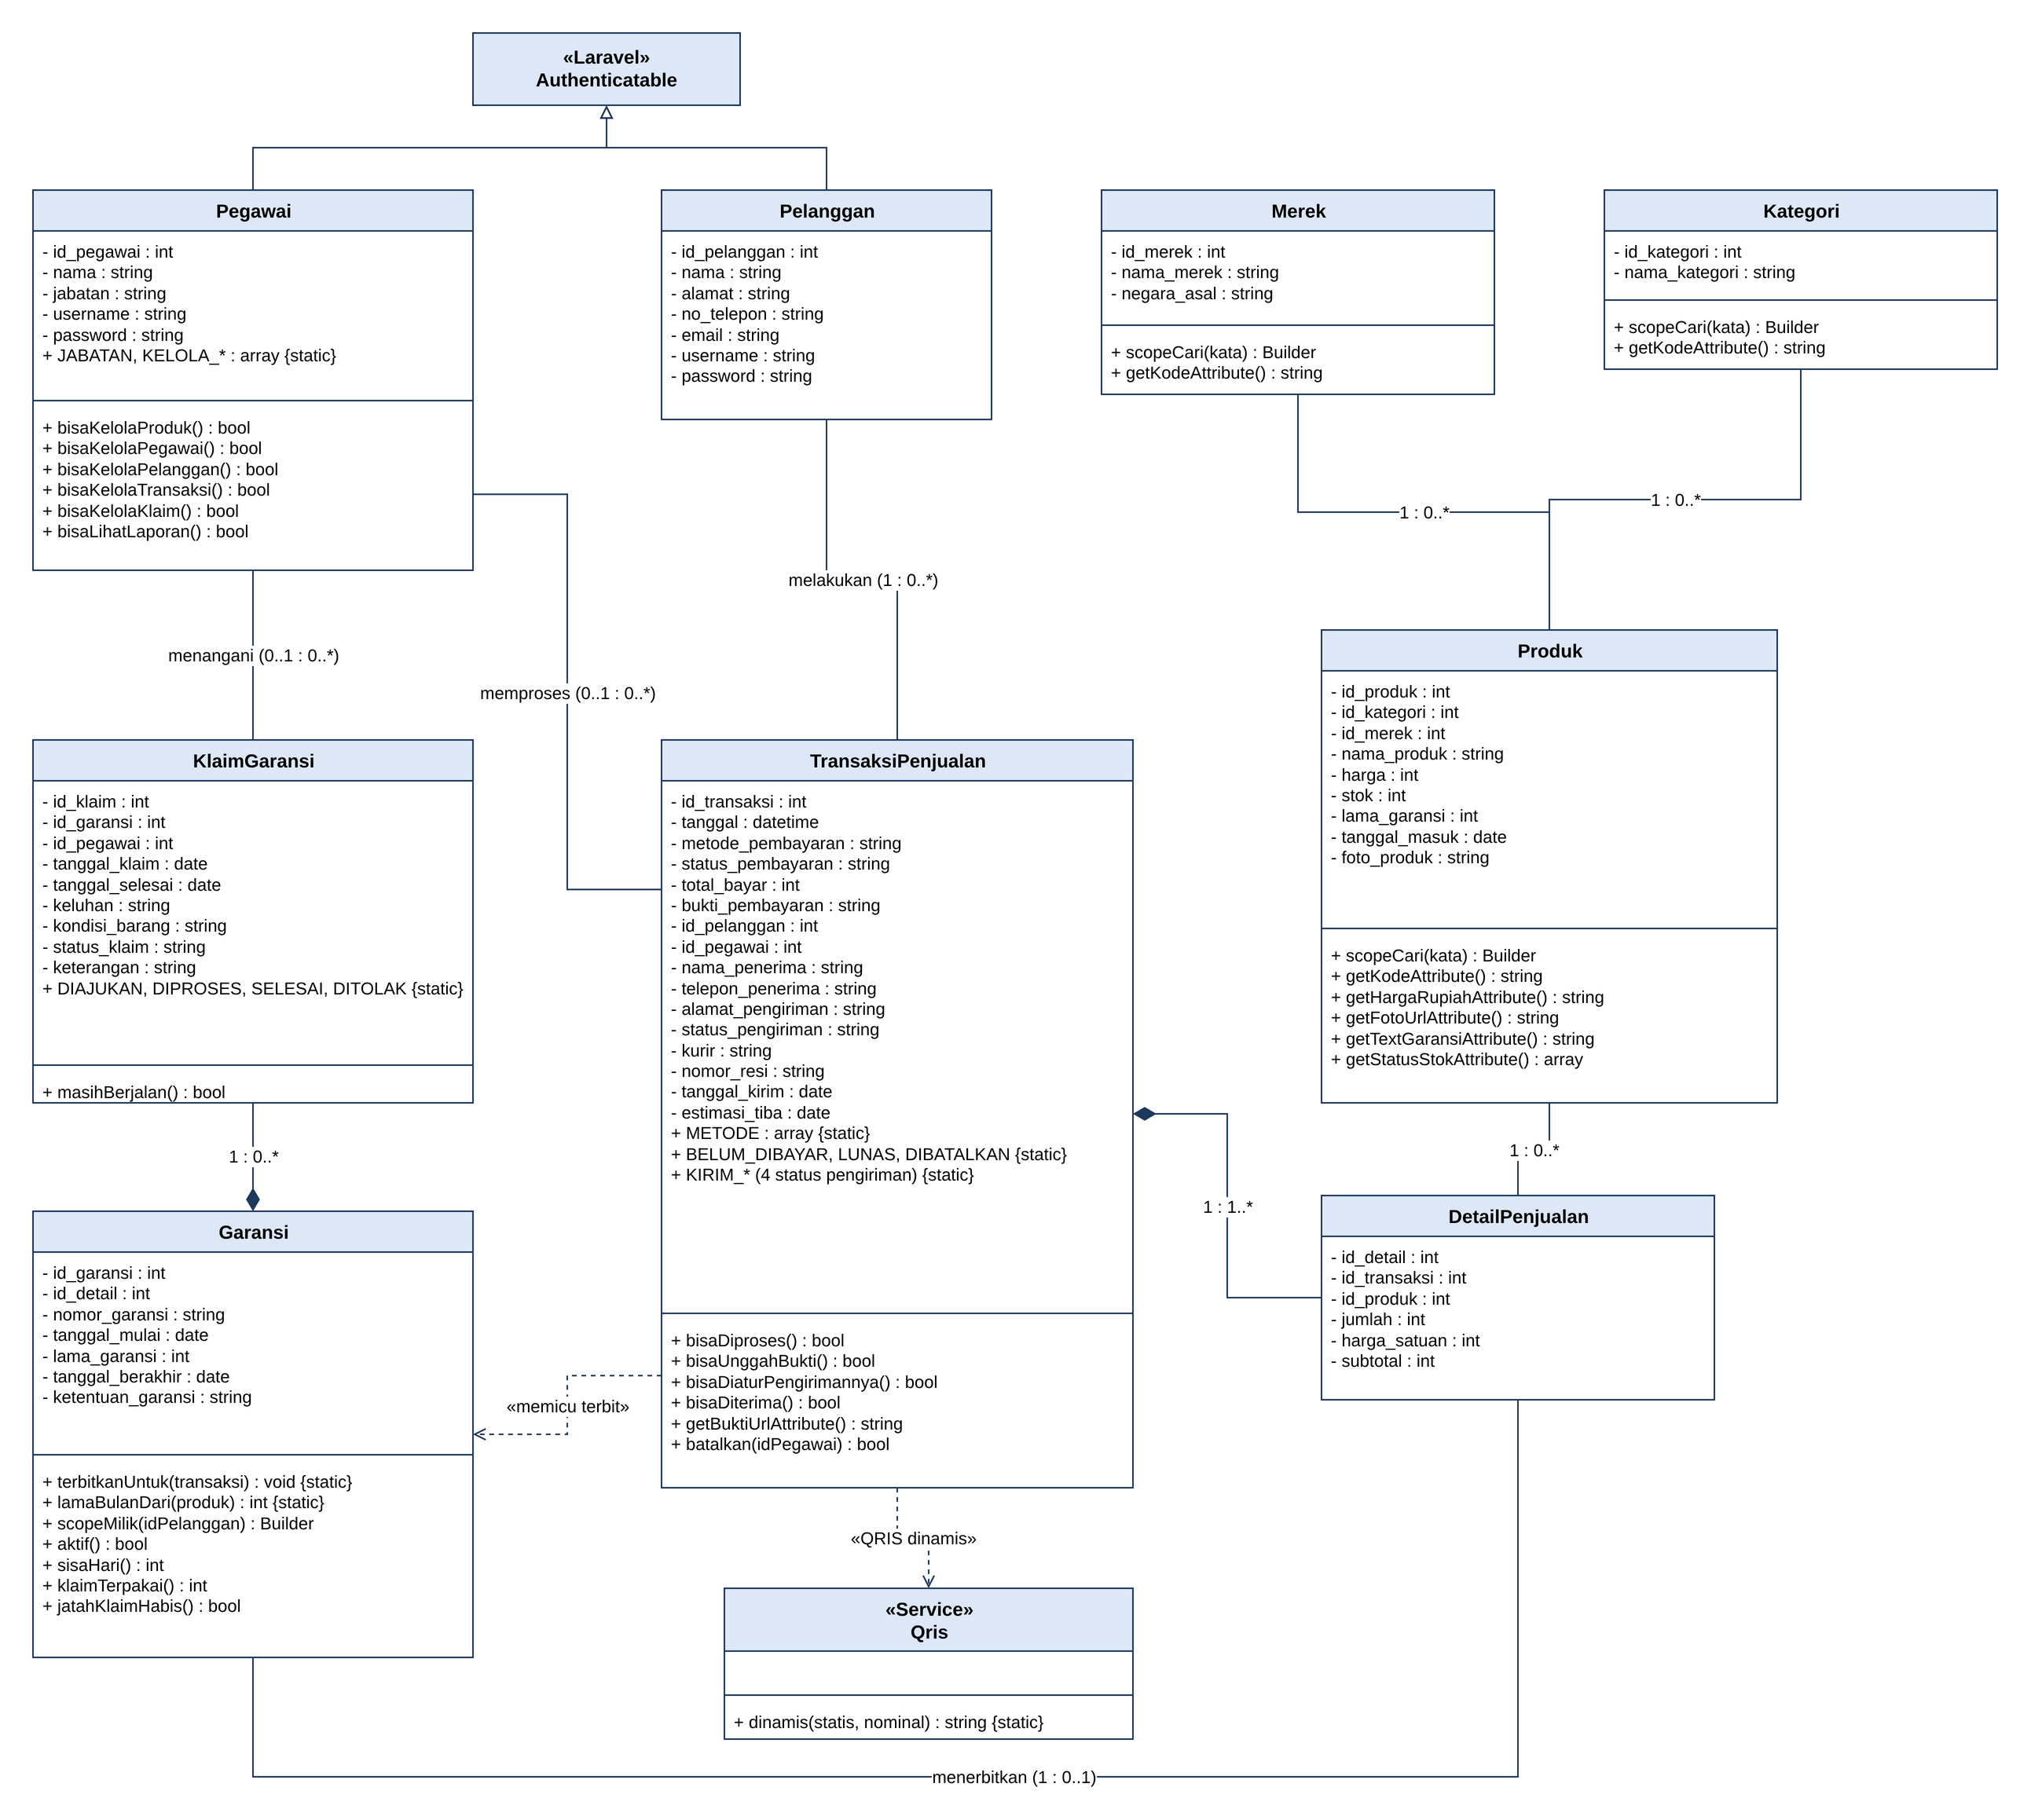 «Laravel»
Authenticatable
Pegawai
- id_pegawai : int
- nama : string
- jabatan : string
- username : string
- password : string
+ JABATAN, KELOLA_* : array {static}
+ bisaKelolaProduk() : bool
+ bisaKelolaPegawai() : bool
+ bisaKelolaPelanggan() : bool
+ bisaKelolaTransaksi() : bool
+ bisaKelolaKlaim() : bool
+ bisaLihatLaporan() : bool
Pelanggan
- id_pelanggan : int
- nama : string
- alamat : string
- no_telepon : string
- email : string
- username : string
- password : string
Merek
- id_merek : int
- nama_merek : string
- negara_asal : string
+ scopeCari(kata) : Builder
+ getKodeAttribute() : string
Kategori
- id_kategori : int
- nama_kategori : string
+ scopeCari(kata) : Builder
+ getKodeAttribute() : string
1 : 0..*
1 : 0..*
melakukan (1 : 0..*)
menangani (0..1 : 0..*)
memproses (0..1 : 0..*)
KlaimGaransi
- id_klaim : int
- id_garansi : int
- id_pegawai : int
- tanggal_klaim : date
- tanggal_selesai : date
- keluhan : string
- kondisi_barang : string
- status_klaim : string
- keterangan : string
+ DIAJUKAN, DIPROSES, SELESAI, DITOLAK {static}
+ masihBerjalan() : bool
TransaksiPenjualan
- id_transaksi : int
- tanggal : datetime
- metode_pembayaran : string
- status_pembayaran : string
- total_bayar : int
- bukti_pembayaran : string
- id_pelanggan : int
- id_pegawai : int
- nama_penerima : string
- telepon_penerima : string
- alamat_pengiriman : string
- status_pengiriman : string
- kurir : string
- nomor_resi : string
- tanggal_kirim : date
- estimasi_tiba : date
+ METODE : array {static}
+ BELUM_DIBAYAR, LUNAS, DIBATALKAN {static}
+ KIRIM_* (4 status pengiriman) {static}
+ bisaDiproses() : bool
+ bisaUnggahBukti() : bool
+ bisaDiaturPengirimannya() : bool
+ bisaDiterima() : bool
+ getBuktiUrlAttribute() : string
+ batalkan(idPegawai) : bool
Produk
- id_produk : int
- id_kategori : int
- id_merek : int
- nama_produk : string
- harga : int
- stok : int
- lama_garansi : int
- tanggal_masuk : date
- foto_produk : string
+ scopeCari(kata) : Builder
+ getKodeAttribute() : string
+ getHargaRupiahAttribute() : string
+ getFotoUrlAttribute() : string
+ getTextGaransiAttribute() : string
+ getStatusStokAttribute() : array
1 : 0..*
1 : 0..*
1 : 1..*
Garansi
- id_garansi : int
- id_detail : int
- nomor_garansi : string
- tanggal_mulai : date
- lama_garansi : int
- tanggal_berakhir : date
- ketentuan_garansi : string
+ terbitkanUntuk(transaksi) : void {static}
+ lamaBulanDari(produk) : int {static}
+ scopeMilik(idPelanggan) : Builder
+ aktif() : bool
+ sisaHari() : int
+ klaimTerpakai() : int
+ jatahKlaimHabis() : bool
«memicu terbit»
DetailPenjualan
- id_detail : int
- id_transaksi : int
- id_produk : int
- jumlah : int
- harga_satuan : int
- subtotal : int
«QRIS dinamis»
«Service»
Qris
+ dinamis(statis, nominal) : string {static}
menerbitkan (1 : 0..1)